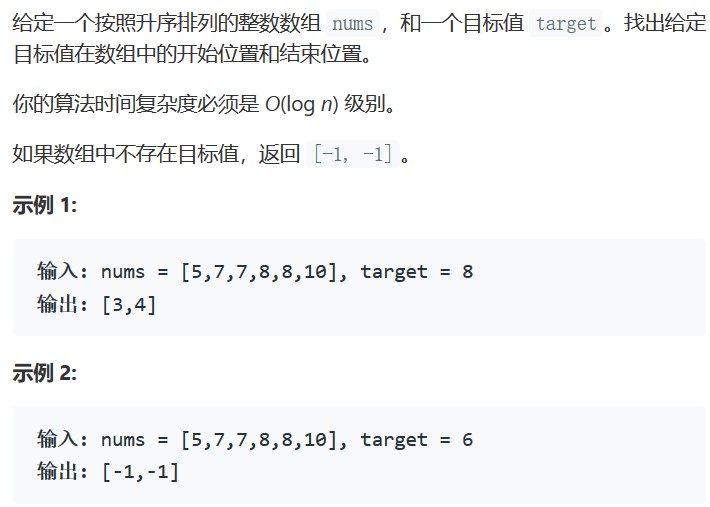 给定一个按照升序排列的整数数组 nums，和一个目标值 target。找出给定
目标值在数组中的开始位置和结束位置。
你的算法时间复杂度必须是 O(log n) 级别。
如果数组中不存在目标值，返回 [-1, -1]。
示例 1:
输入: nums = [5,7,7,8,8,10], target = 8
输出: [3,4]
示例 2:
输入: nums = [5,7,7,8,8,10], target = 6
输出: [-1,-1]